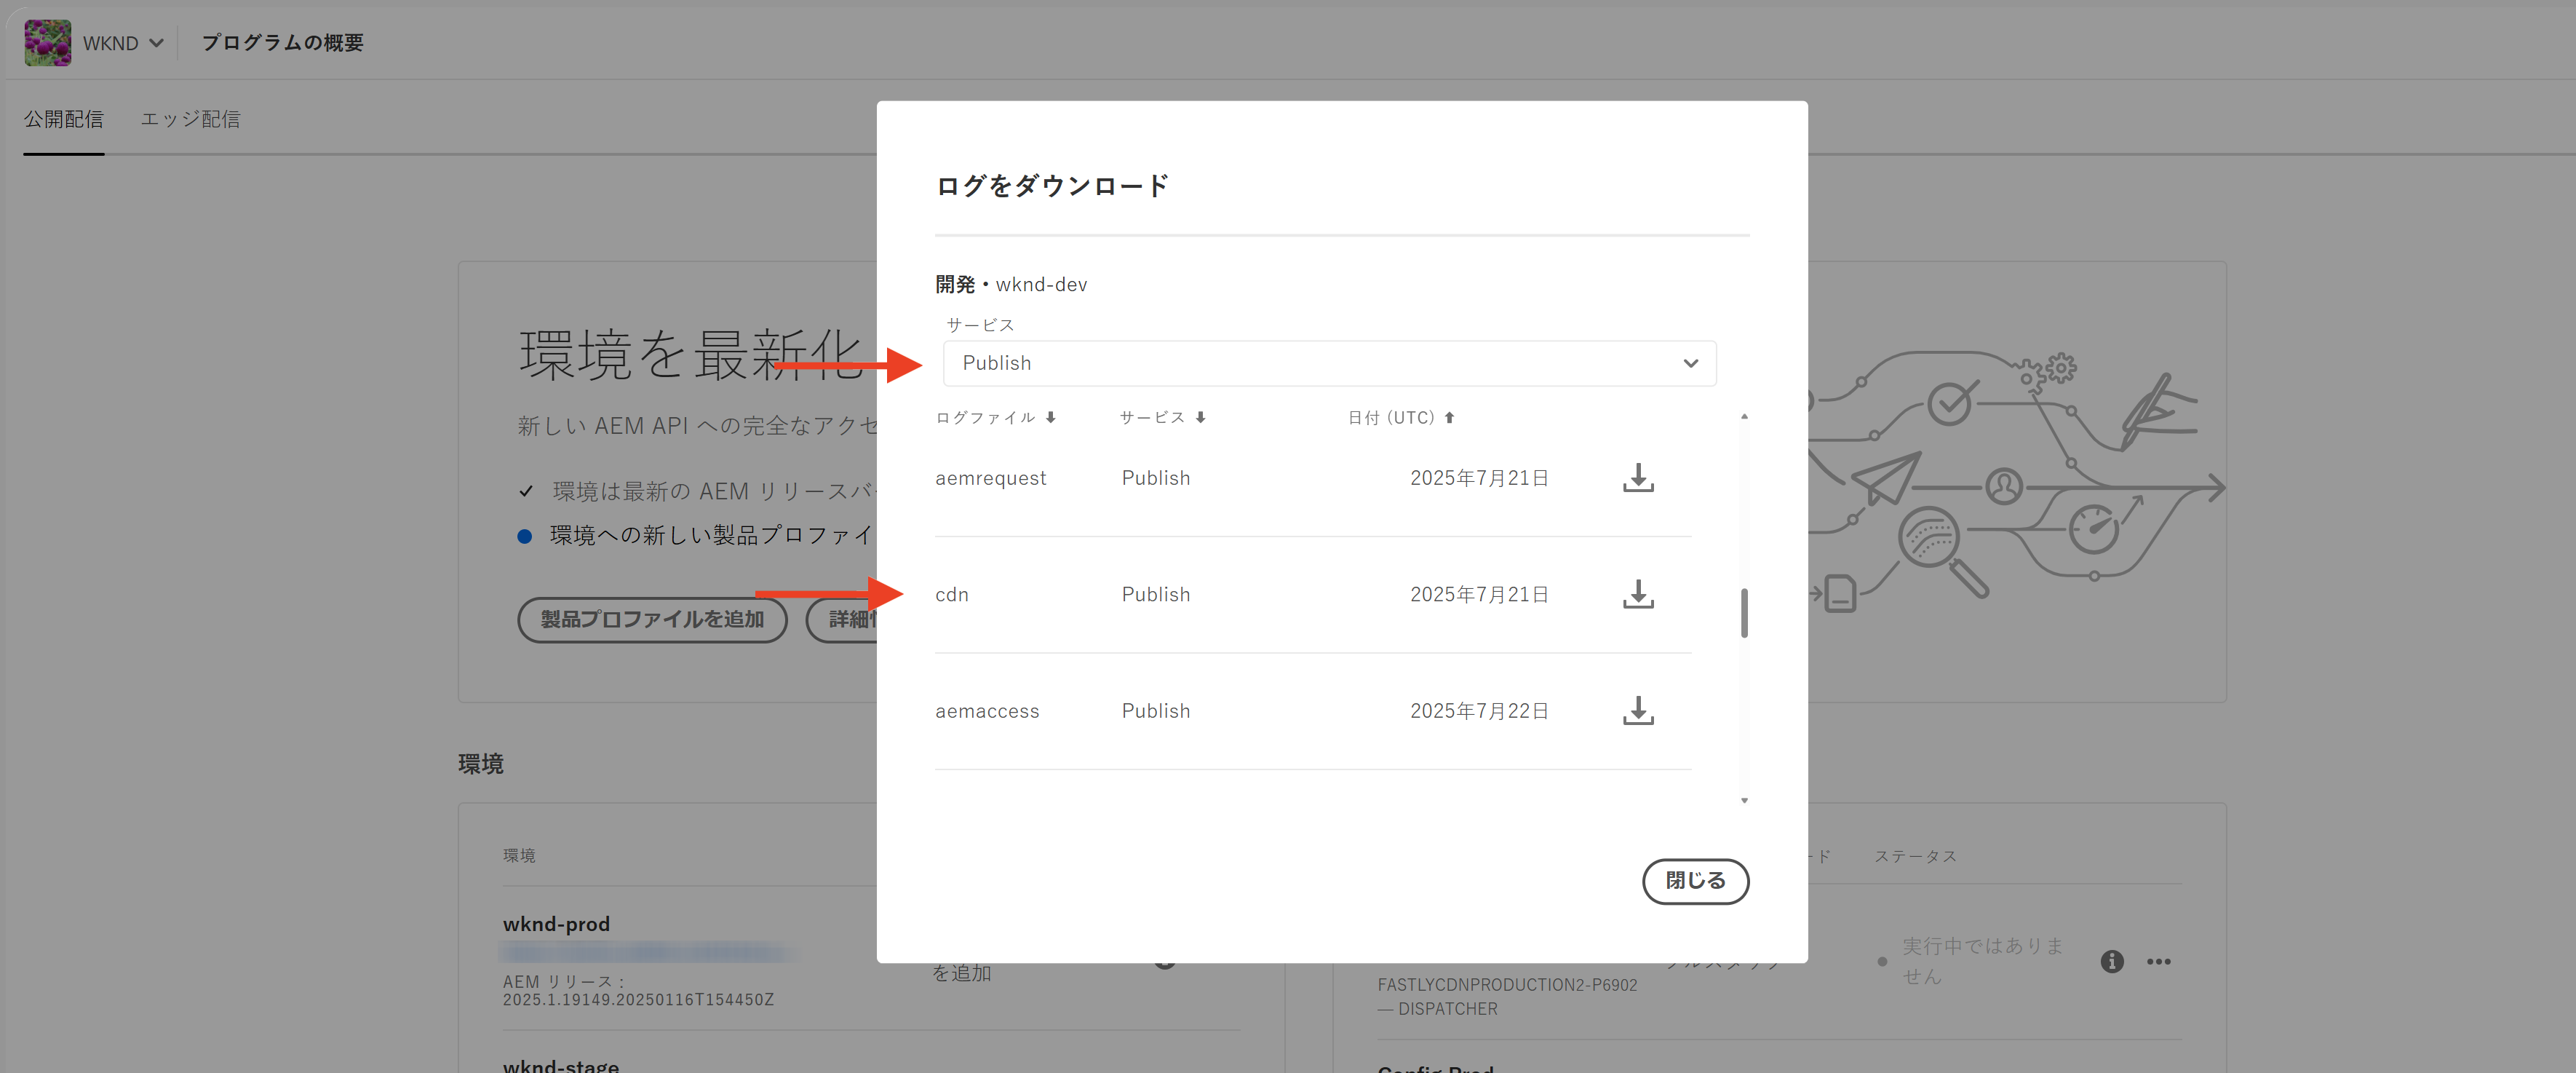 WKND
プログラムの概要
公開配信
エッジ配信
ログをダウンロード
開発・wknd-dev
サービス
Publish
ログファイル
サービス
日付 (UTC)
aemrequest
Publish
2025年7月21日
cdn
Publish
2025年7月21日
aemaccess
Publish
2025年7月22日
閉じる
環境を最新化
新しい AEM API への完全なアクセ
環境は最新の AEM リリースバ
環境への新しい製品プロファイ
製品プロファイルを追加
詳細
環境
環境
wknd-prod
AEM リリース :
2025.1.19149.20250116T154450Z
を追加
wknd-stage
ード
ステータス
実行中ではありま
せん
FASTLYCDNPRODUCTION2-P6902
— DISPATCHER
Config Prod